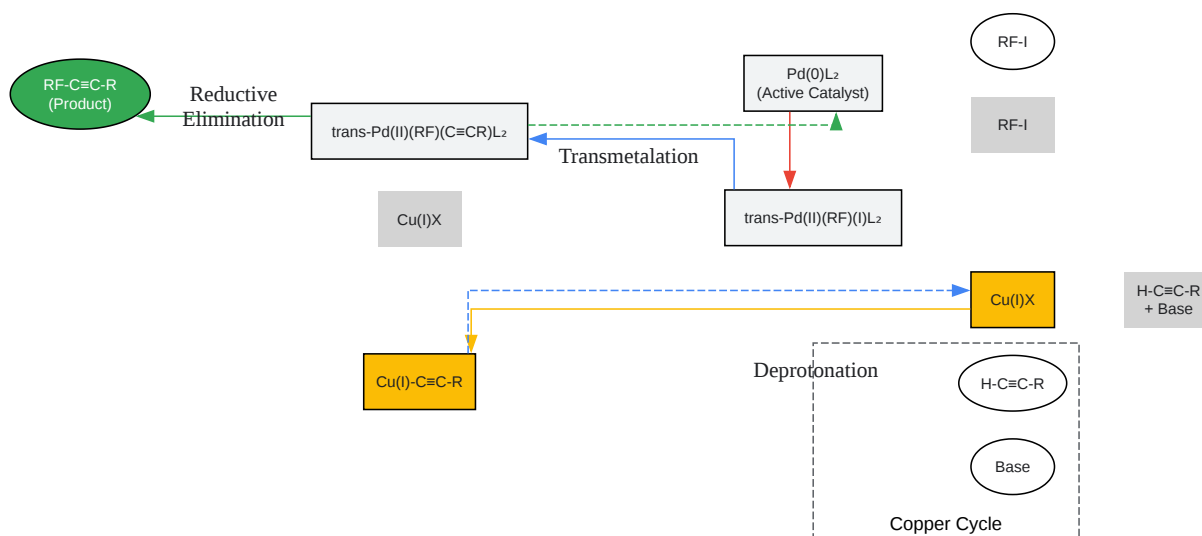 RF-I
RF-C≡C-R
(Product)
Reductive
Elimination
trans-Pd(II)(RF)(C≡CR)L₂
Pd(0)L₂
(Active Catalyst)
RF-I
Transmetalation
Cu(I)X
trans-Pd(II)(RF)(I)L₂
Cu(I)X
H-C≡C-R
+ Base
Cu(I)-C≡C-R
Deprotonation
H-C≡C-R
Base
Copper Cycle